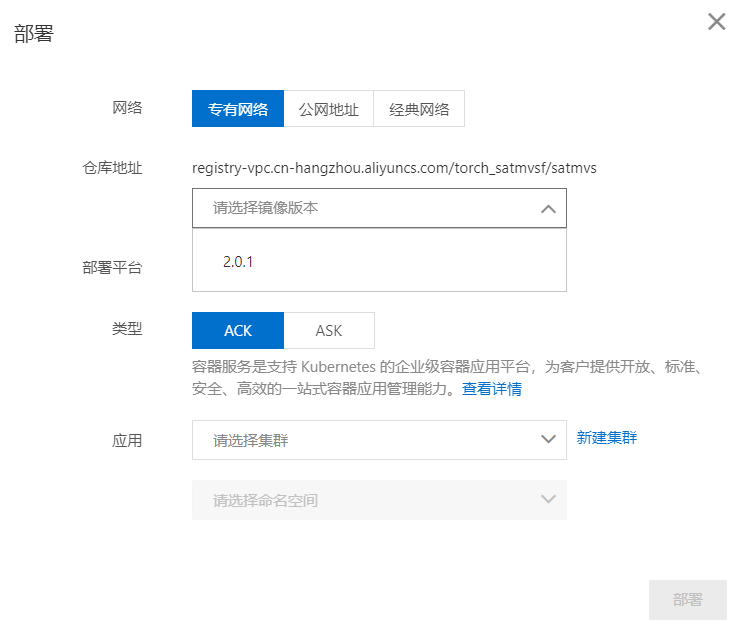 部署
网络
专有网络
公网地址
经典网络
仓库地址
registry-vpc.cn-hangzhou.aliyuncs.com/torch_satmvsf/satmvs
请选择镜像版本
2.0.1
部署平台
类型
ACK
ASK
容器服务是支持 Kubernetes 的企业级容器应用平台，为客户提供开放、标准、
安全、高效的一站式容器应用管理能力。查看详情
应用
请选择集群
新建集群
请选择命名空间
部署